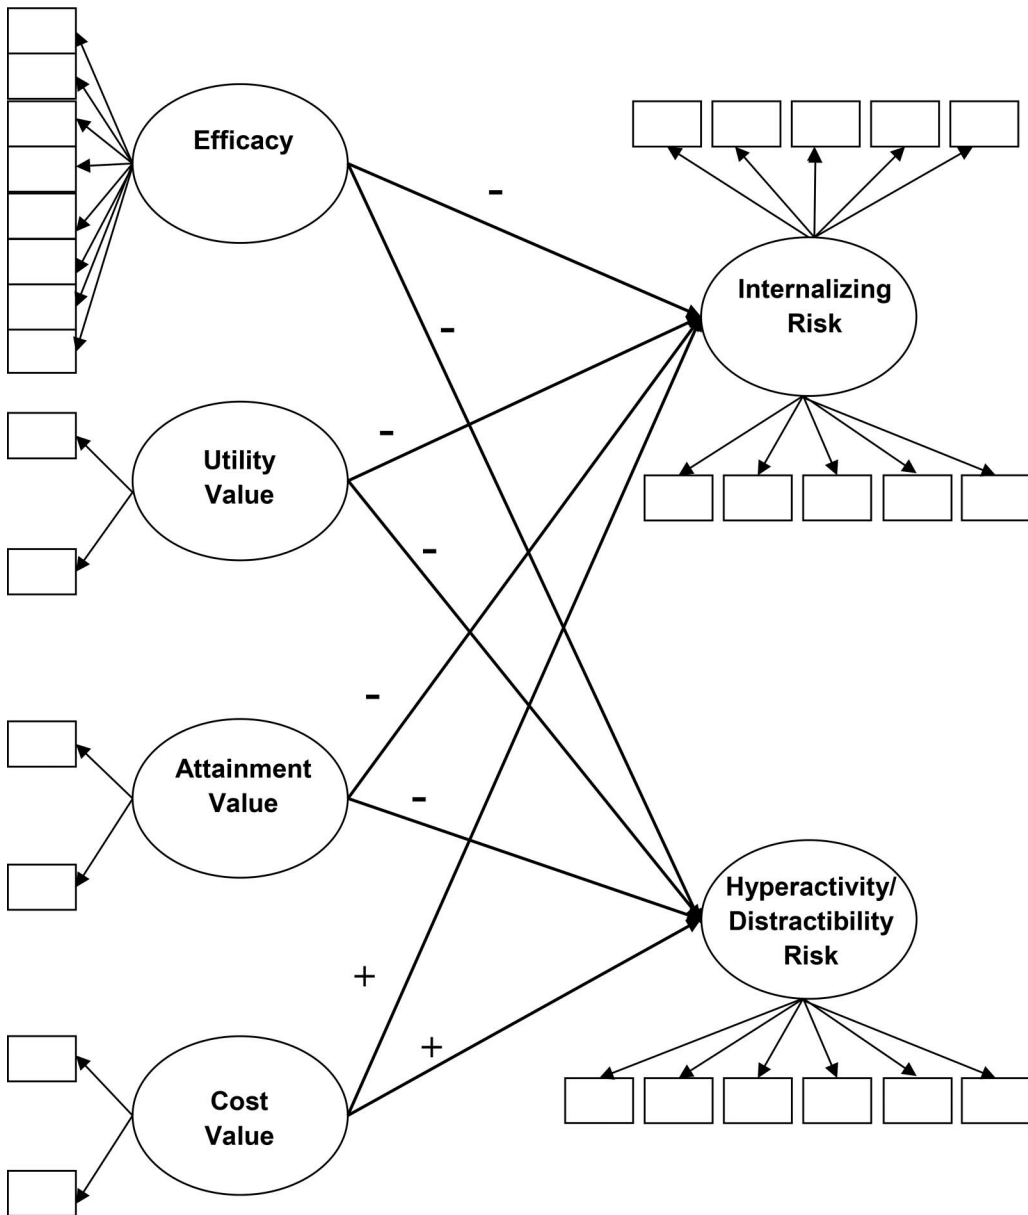 Efficacy
-
Internalizing
Risk
-
-
Utility
Value
-
-
Attainment
Value
-
Hyperactivity/
Distractibility
Risk
+
+
Cost
Value